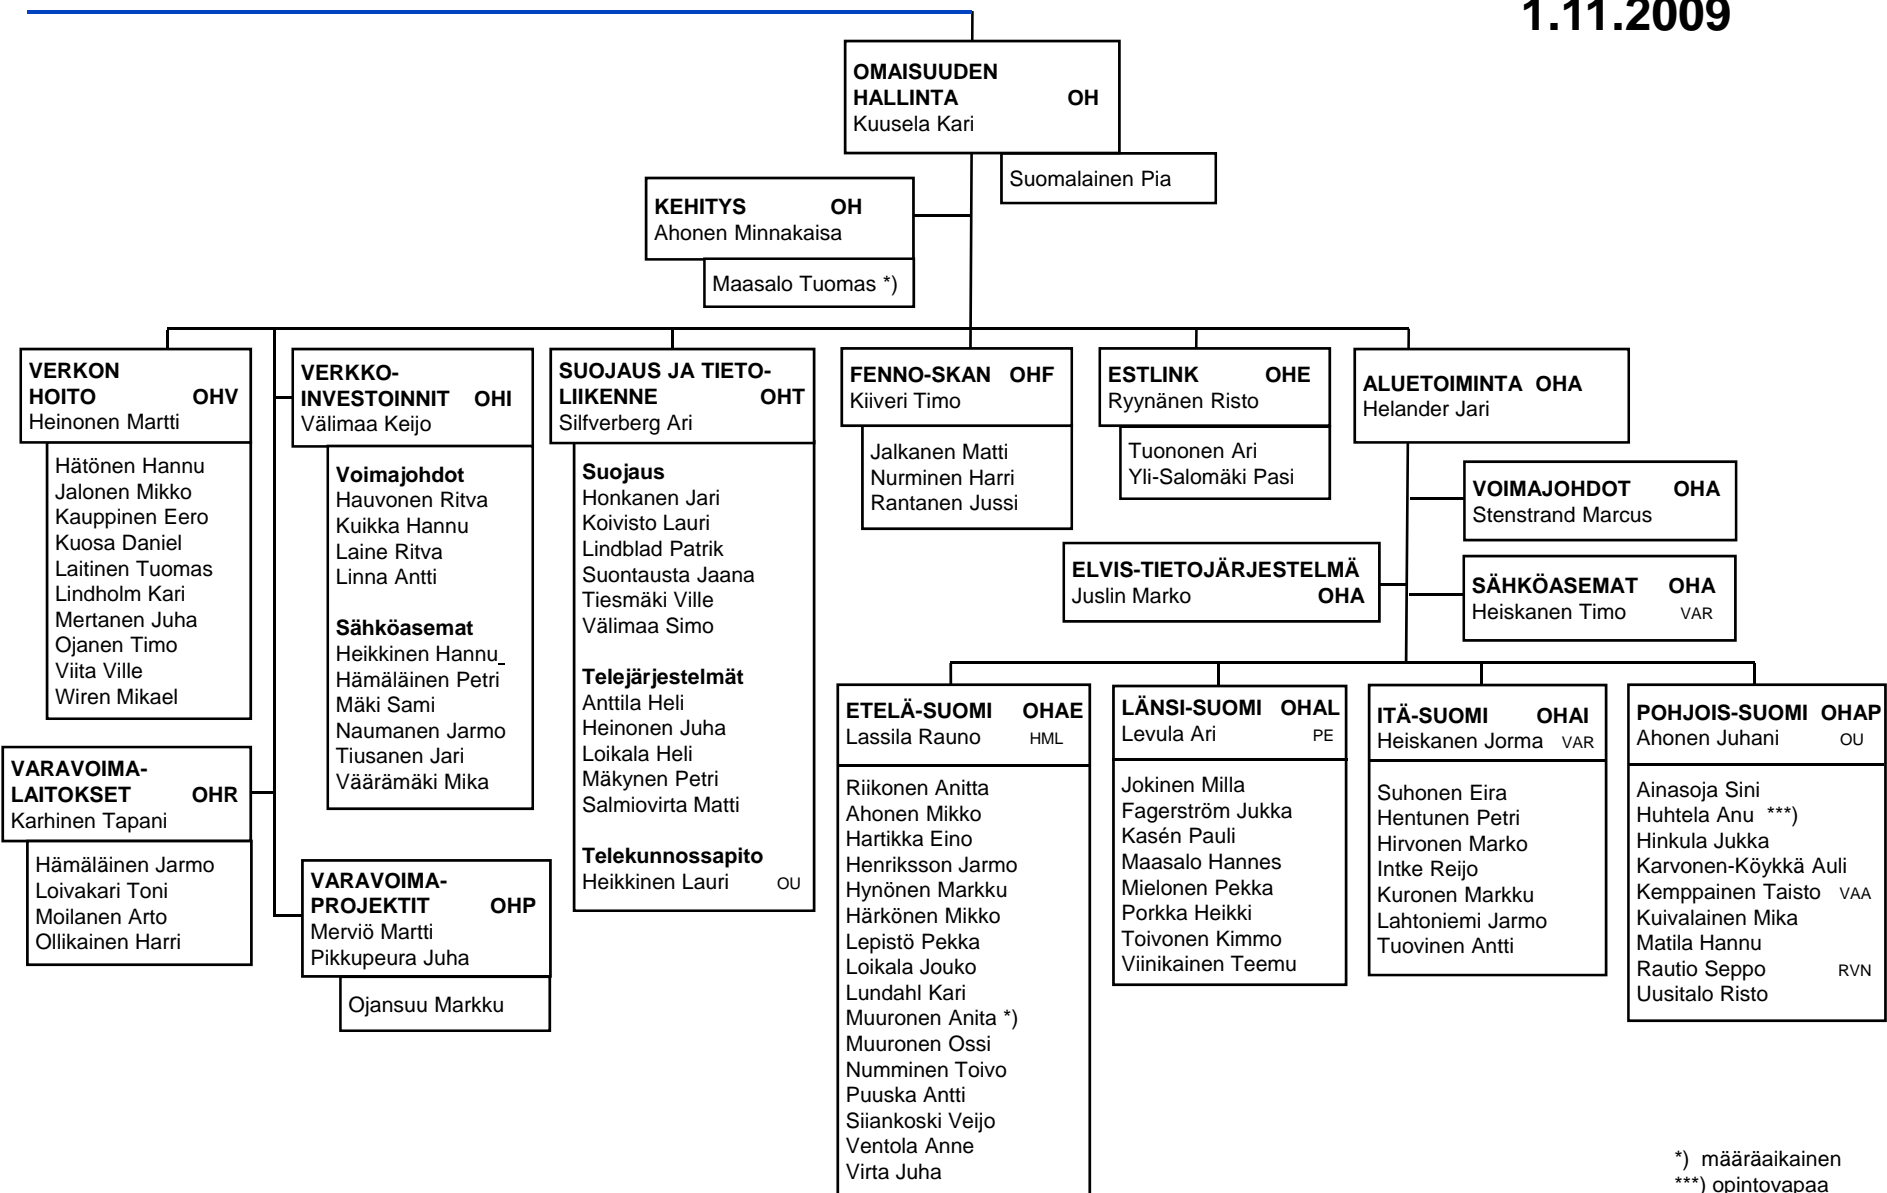 1.11.2009
OMAISUUDEN
HALLINTA OH
Kuusela Kari
Suomalainen Pia
KEHITYS OH
Ahonen Minnakaisa
Maasalo Tuomas *)
VERKON
HOITO OHV
Heinonen Martti
Hätönen Hannu
Jalonen Mikko
Kauppinen Eero
Kuosa Daniel
Laitinen Tuomas
Lindholm Kari
Mertanen Juha
Ojanen Timo
Viita Ville
Wiren Mikael
VARAVOIMA-
LAITOKSET OHR
Karhinen Tapani
Hämäläinen Jarmo
Loivakari Toni
Moilanen Arto
Ollikainen Harri
VERKKO-
INVESTOINNIT OHI
Välimaa Keijo
Voimajohdot
Hauvonen Ritva
Kuikka Hannu
Laine Ritva
Linna Antti
Sähköasemat
Heikkinen Hannu
Hämäläinen Petri
Mäki Sami
Naumanen Jarmo
Tiusanen Jari
Väärämäki Mika
VARAVOIMA-
PROJEKTIT OHP
Merviö Martti
Pikkupeura Juha
Ojansuu Markku
SUOJAUS JA TIETO-
LIIKENNE OHT
Silfverberg Ari
Suojaus
Honkanen Jari
Koivisto Lauri
Lindblad Patrik
Suontausta Jaana
Tiesmäki Ville
Välimaa Simo
Telejärjestelmät
Anttila Heli
Heinonen Juha
Loikala Heli
Mäkynen Petri
Salmiovirta Matti
Telekunnossapito
Heikkinen Lauri OU
FENNO-SKAN OHF
Kiiveri Timo
Jalkanen Matti
Nurminen Harri
Rantanen Jussi
ESTLINK OHE
Ryynänen Risto
Tuononen Ari
Yli-Salomäki Pasi
ALUETOIMINTA OHA
Helander Jari
VOIMAJOHDOT OHA
Stenstrand Marcus
ELVIS-TIETOJÄRJESTELMÄ
Juslin Marko OHA
SÄHKÖASEMAT OHA
Heiskanen Timo VAR
ETELÄ-SUOMI OHAE
Lassila Rauno HML
Riikonen Anitta
Ahonen Mikko
Hartikka Eino
Henriksson Jarmo
Hynönen Markku
Härkönen Mikko
Lepistö Pekka
Loikala Jouko
Lundahl Kari
Muuronen Anita *)
Muuronen Ossi
Numminen Toivo
Puuska Antti
Siiankoski Veijo
Ventola Anne
Virta Juha
LÄNSI-SUOMI OHAL
Levula Ari PE
Jokinen Milla
Fagerström Jukka
Kasén Pauli
Maasalo Hannes
Mielonen Pekka
Porkka Heikki
Toivonen Kimmo
Viinikainen Teemu
ITÄ-SUOMI OHAI
Heiskanen Jorma VAR
Suhonen Eira
Hentunen Petri
Hirvonen Marko
Intke Reijo
Kuronen Markku
Lahtoniemi Jarmo
Tuovinen Antti
POHJOIS-SUOMI OHAP
Ahonen Juhani OU
Ainasoja Sini
Huhtela Anu ***)
Hinkula Jukka
Karvonen-Köykkä Auli
Kemppainen Taisto VAA
Kuivalainen Mika
Matila Hannu
Rautio Seppo RVN
Uusitalo Risto
*) määräaikainen
***) opintovapaa